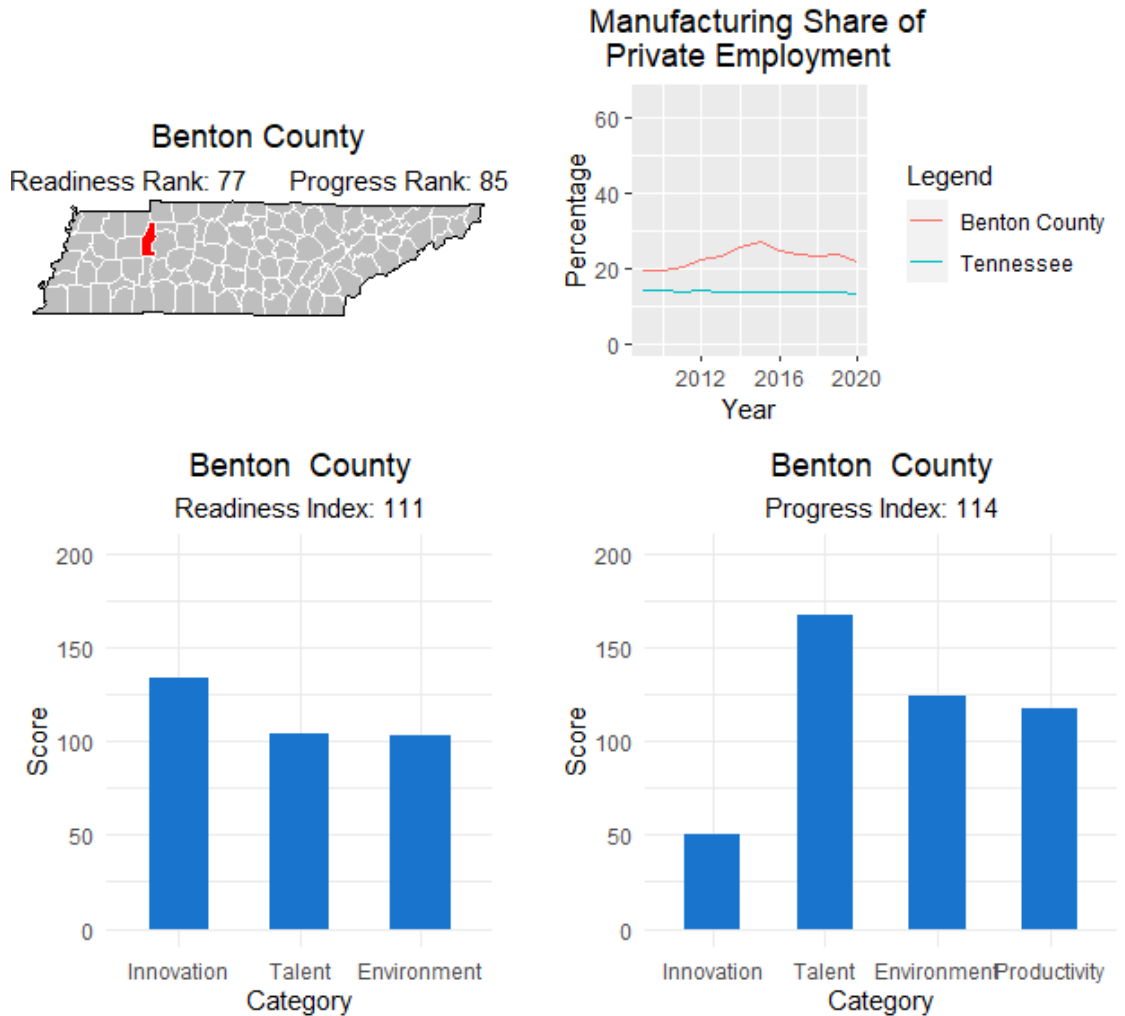 Benton County
Readiness Rank: 77 Progress Rank: 85
Manufacturing Share of
Private Employment
60
40
20
0
Percentage
2012 2016 2020
Year
Legend
Benton County
Tennessee
Benton County
Readiness Index: 111
200
150
100
50
0
Score
Innovation Talent Environment
Category
Benton County
Progress Index: 114
200
150
100
50
0
Score
Innovation Talent Environment Productivity
Category